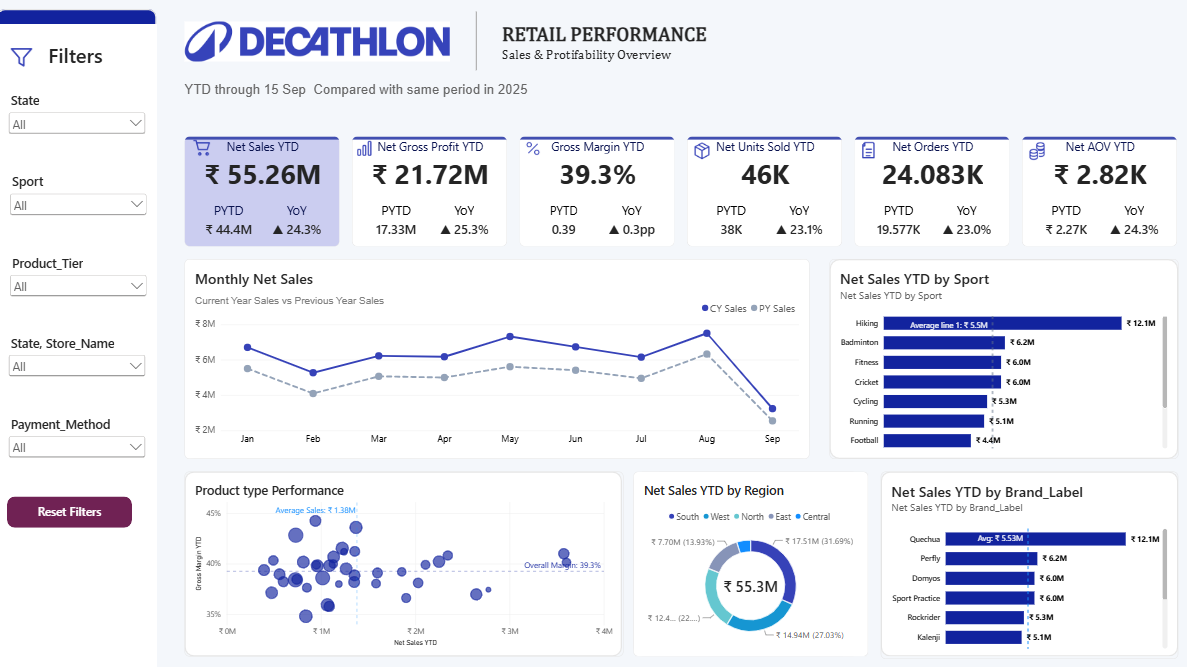 Filters
State
All
Sport
All
Product_Tier
All
State, Store_Name
All
Payment_Method
All
Reset Filters
DECATHLON
RETAIL PERFORMANCE
Sales & Protifability Overview
YTD through 15 Sep  Compared with same period in 2025
Net Sales YTD
₹ 55.26M
PYTD YoY
₹ 44.4M ▲ 24.3%
Net Gross Profit YTD
₹ 21.72M
PYTD YoY
17.33M ▲ 25.3%
Gross Margin YTD
39.3%
PYTD YoY
0.39 ▲ 0.3pp
Net Units Sold YTD
46K
PYTD YoY
38K ▲ 23.1%
Net Orders YTD
24.083K
PYTD YoY
19.577K ▲ 23.0%
Net AOV YTD
₹ 2.82K
PYTD YoY
₹ 2.27K ▲ 24.3%
Monthly Net Sales
Current Year Sales vs Previous Year Sales
CY Sales PY Sales
₹ 8M
₹ 6M
₹ 4M
₹ 2M
Jan Feb Mar Apr May Jun Jul Aug Sep
Net Sales YTD by Sport
Net Sales YTD by Sport
Average line 1: ₹ 5.5M
Hiking ₹ 12.1M
Badminton ₹ 6.2M
Fitness ₹ 6.0M
Cricket ₹ 6.0M
Cycling ₹ 5.3M
Running ₹ 5.1M
Football ₹ 4.4M
Product type Performance
Average Sales: ₹ 1.38M
45%
40%
35%
Gross Margin YTD
Overall Margin: 39.3%
₹ 0M ₹ 1M ₹ 2M ₹ 3M ₹ 4M
Net Sales YTD
Net Sales YTD by Region
South West North East Central
₹ 7.70M (13.93%)
₹ 17.51M (31.69%)
₹ 55.3M
₹ 12.4... (22....)
₹ 14.94M (27.03%)
Net Sales YTD by Brand_Label
Net Sales YTD by Brand_Label
Avg: ₹ 5.53M
Quechua ₹ 12.1M
Perfly ₹ 6.2M
Domyos ₹ 6.0M
Sport Practice ₹ 6.0M
Rockrider ₹ 5.3M
Kalenji ₹ 5.1M